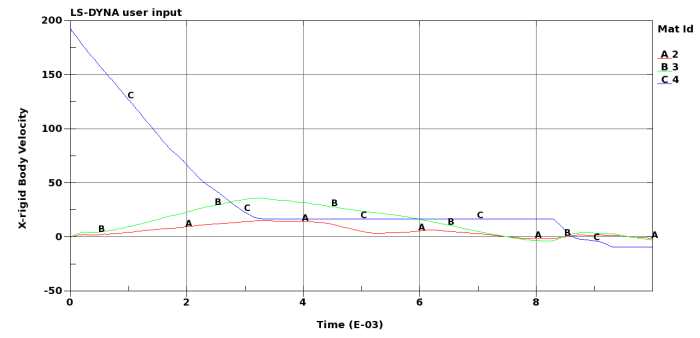 LS-DYNA user input
X-rigid Body Velocity
200
150
100
50
0
-50
0 2 4 6 8
Time (E-03)
Mat Id
A 2
B 3
C 4
C
B
A
B
C
A
B
C
A
B
C
A
B
C
A